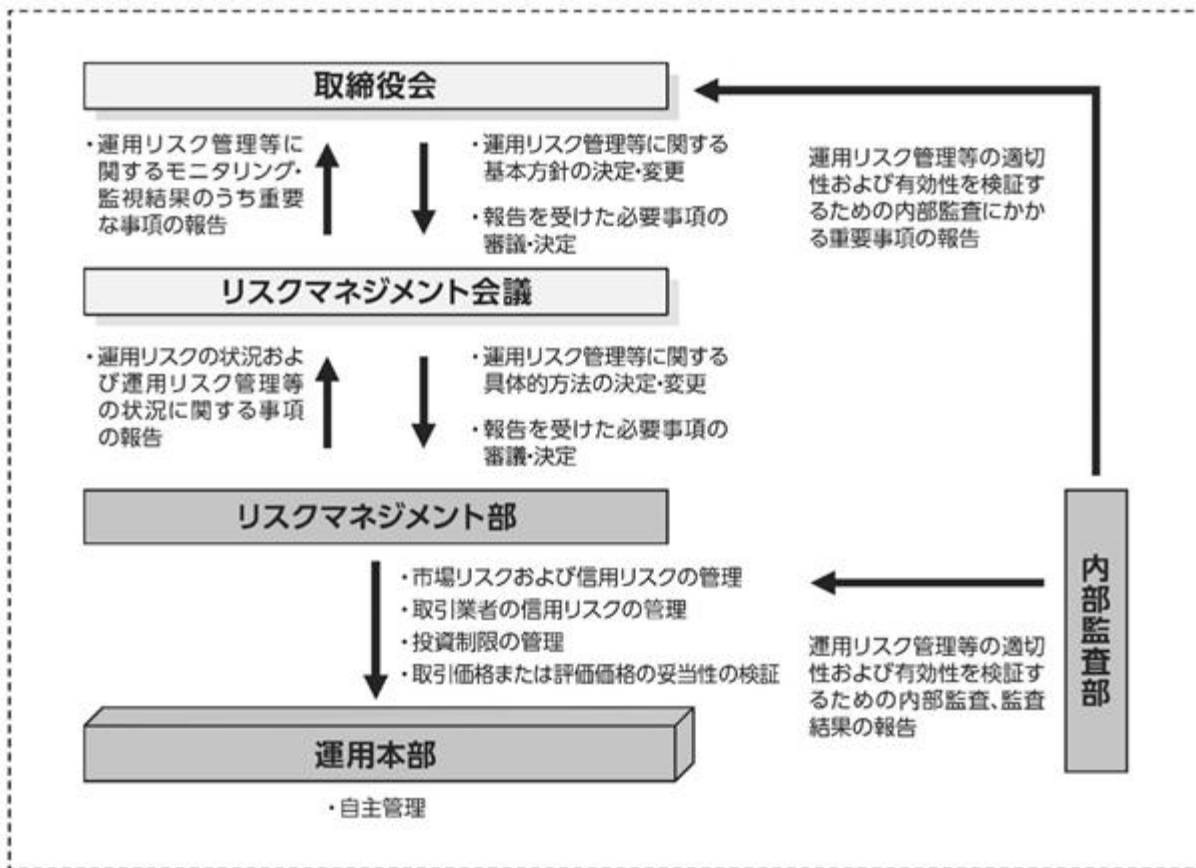 取締役会
・運用リスク管理等に
関するモニタリング・
監視結果のうち重要
な事項の報告
・運用リスク管理等に関する
基本方針の決定・変更
・報告を受けた必要事項の
審議・決定
運用リスク管理等の適切
性および有効性を検証す
るための内部監査にかか
る重要事項の報告
リスクマネジメント会議
・運用リスクの状況およ
び運用リスク管理等
の状況に関する事項
の報告
・運用リスク管理等に関する
具体的方法の決定・変更
・報告を受けた必要事項の
審議・決定
リスクマネジメント部
・市場リスクおよび信用リスクの管理
・取引業者の信用リスクの管理
・投資制限の管理
・取引価格または評価価格の妥当性の検証
内部監査部
運用リスク管理等の適切
性および有効性を検証す
るための内部監査、監査
結果の報告
運用本部
・自主管理